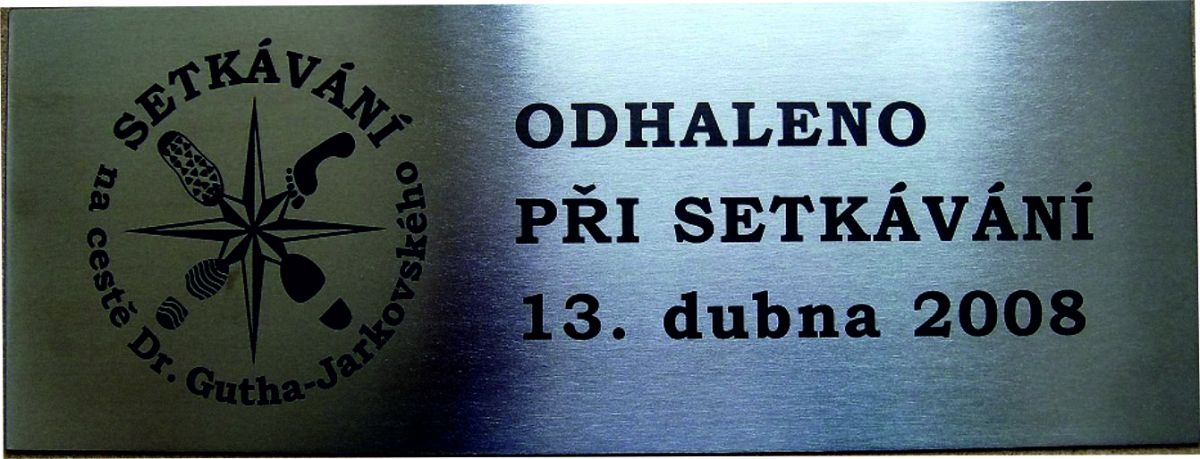 SETKÁVÁNÍ
na cestě Dr. Gutha-Jarkovského
ODHALENO
PŘI SETKÁVÁNÍ
13. dubna 2008